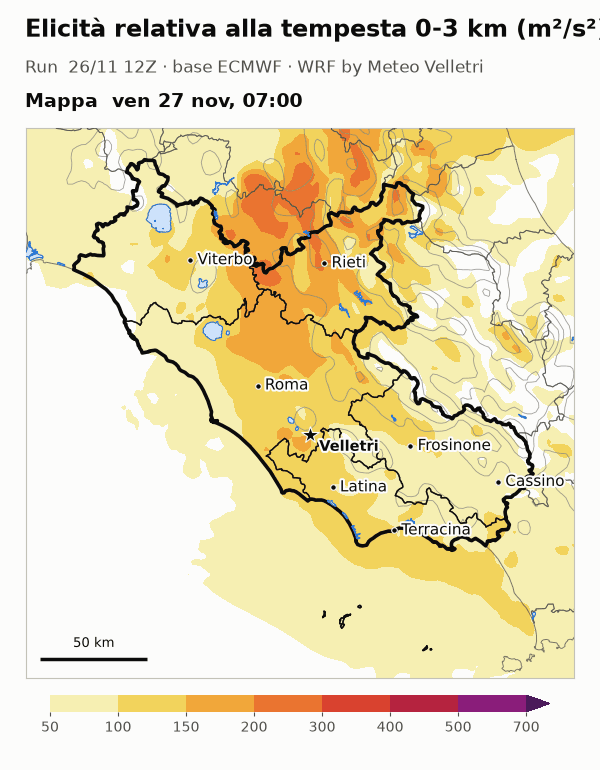 Elicità relativa alla tempesta 0-3 km (m²/s²)
Run 26/11 12Z · base ECMWF · WRF by Meteo Velletri
Mappa ven 27 nov, 07:00
Viterbo
Rieti
Roma
Velletri
Frosinone
Cassino
Latina
Terracina
50 km
50 100 150 200 300 400 500 700